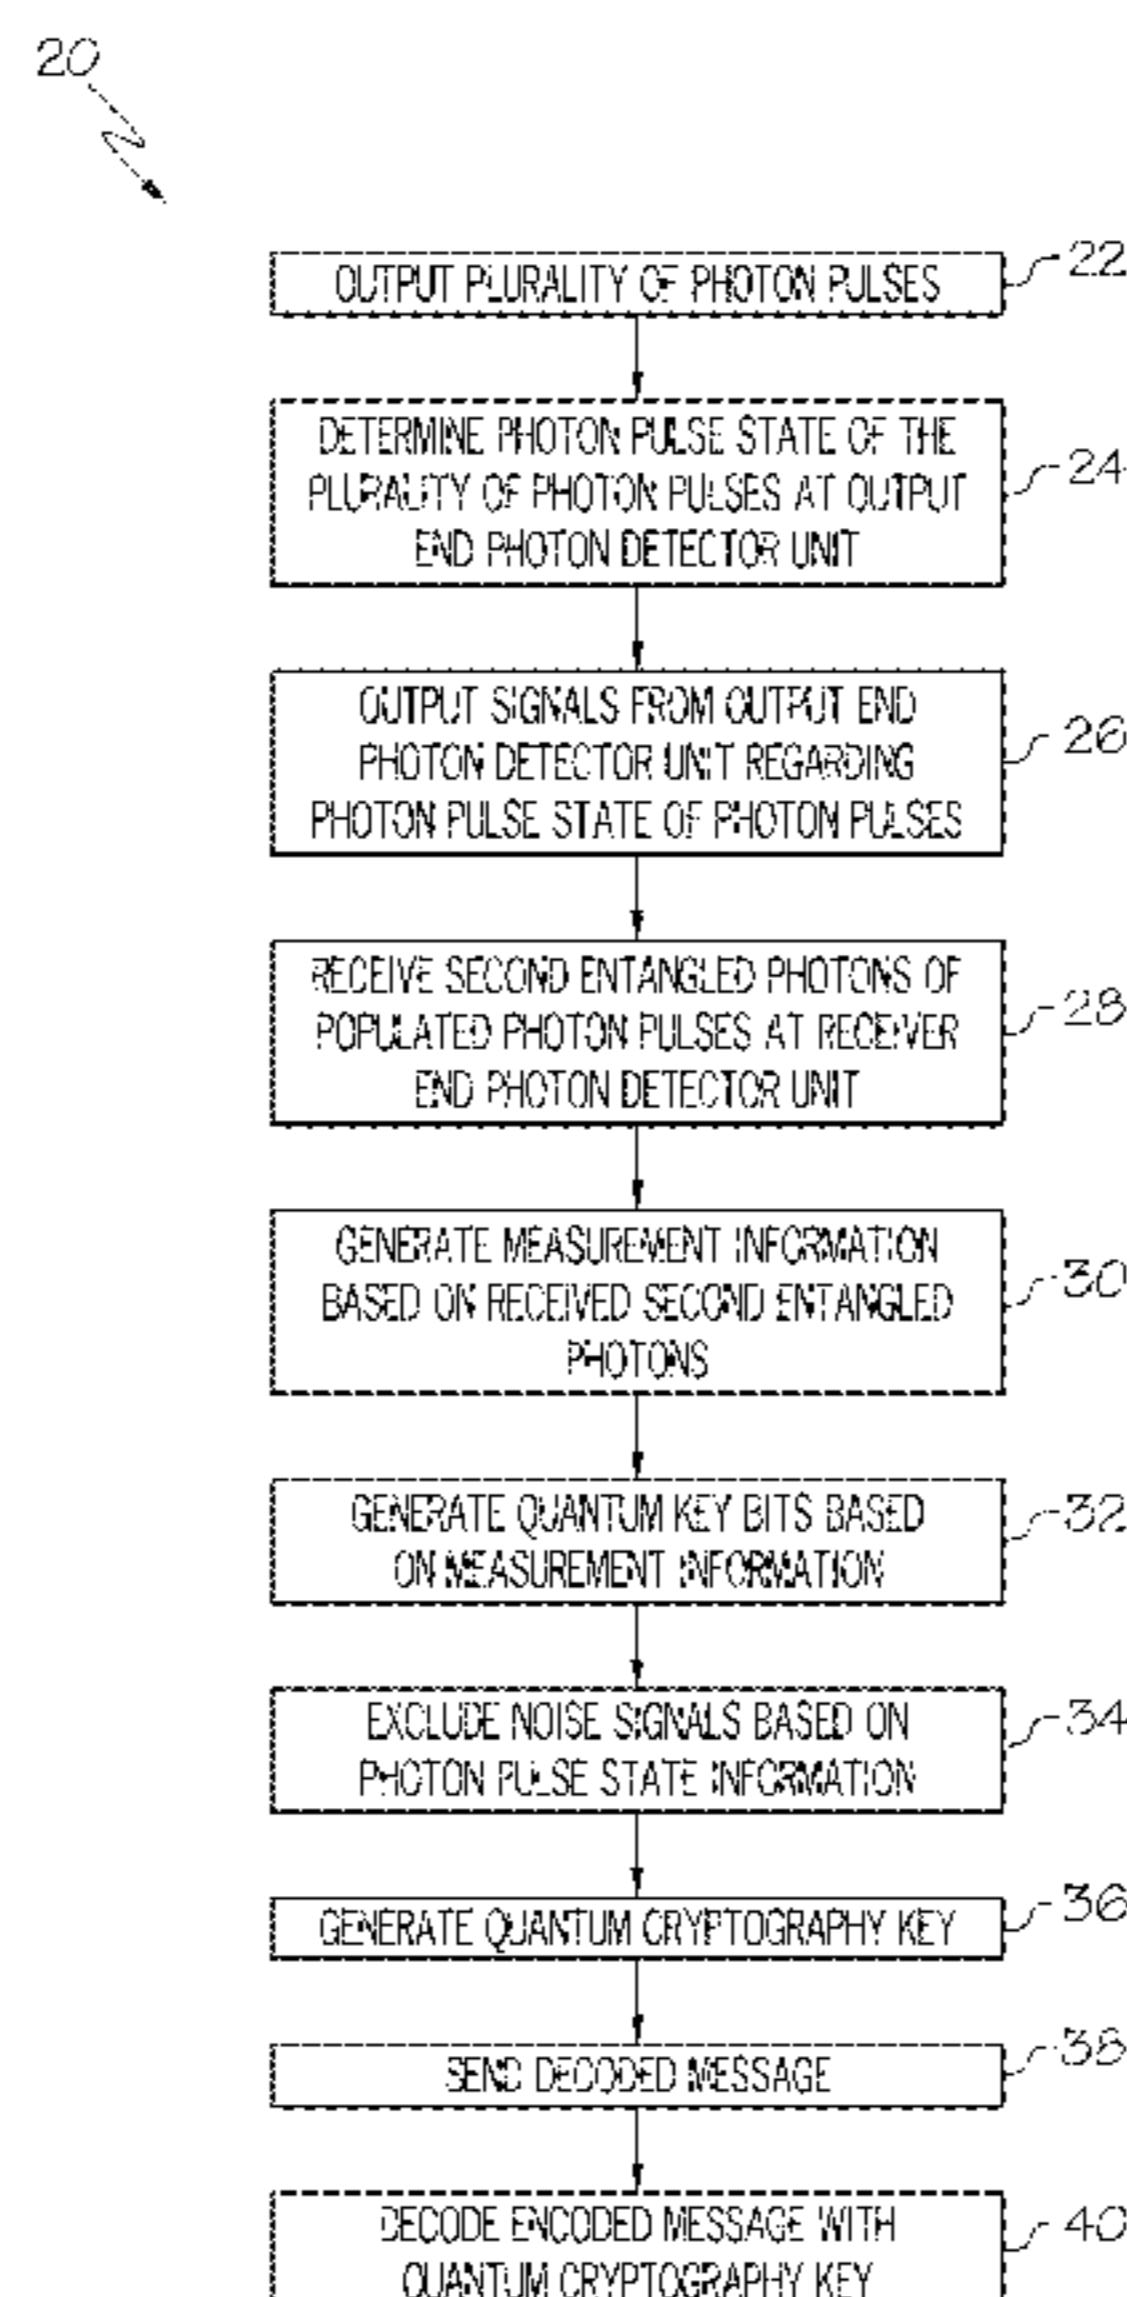 20
OUTPUT PLURALITY OF PHOTON PULSES
22
DETERMINE PHOTON PULSE STATE OF THE
PLURALITY OF PHOTON PULSES AT OUTPUT
END PHOTON DETECTOR UNIT
24
OUTPUT SIGNALS FROM OUTPUT END
PHOTON DETECTOR UNIT REGARDING
PHOTON PULSE STATE OF PHOTON PULSES
26
RECEIVE SECOND ENTANGLED PHOTONS OF
POPULATED PHOTON PULSES AT RECEIVER
END PHOTON DETECTOR UNIT
28
GENERATE MEASUREMENT INFORMATION
BASED ON RECEIVED SECOND ENTANGLED
PHOTONS
30
GENERATE QUANTUM KEY BITS BASED
ON MEASUREMENT INFORMATION
32
EXCLUDE NOISE SIGNALS BASED ON
PHOTON PULSE STATE INFORMATION
34
GENERATE QUANTUM CRYPTOGRAPHY KEY
36
SEND DECODED MESSAGE
38
DECODE ENCODED MESSAGE WITH
QUANTUM CRYPTOGRAPHY KEY
40